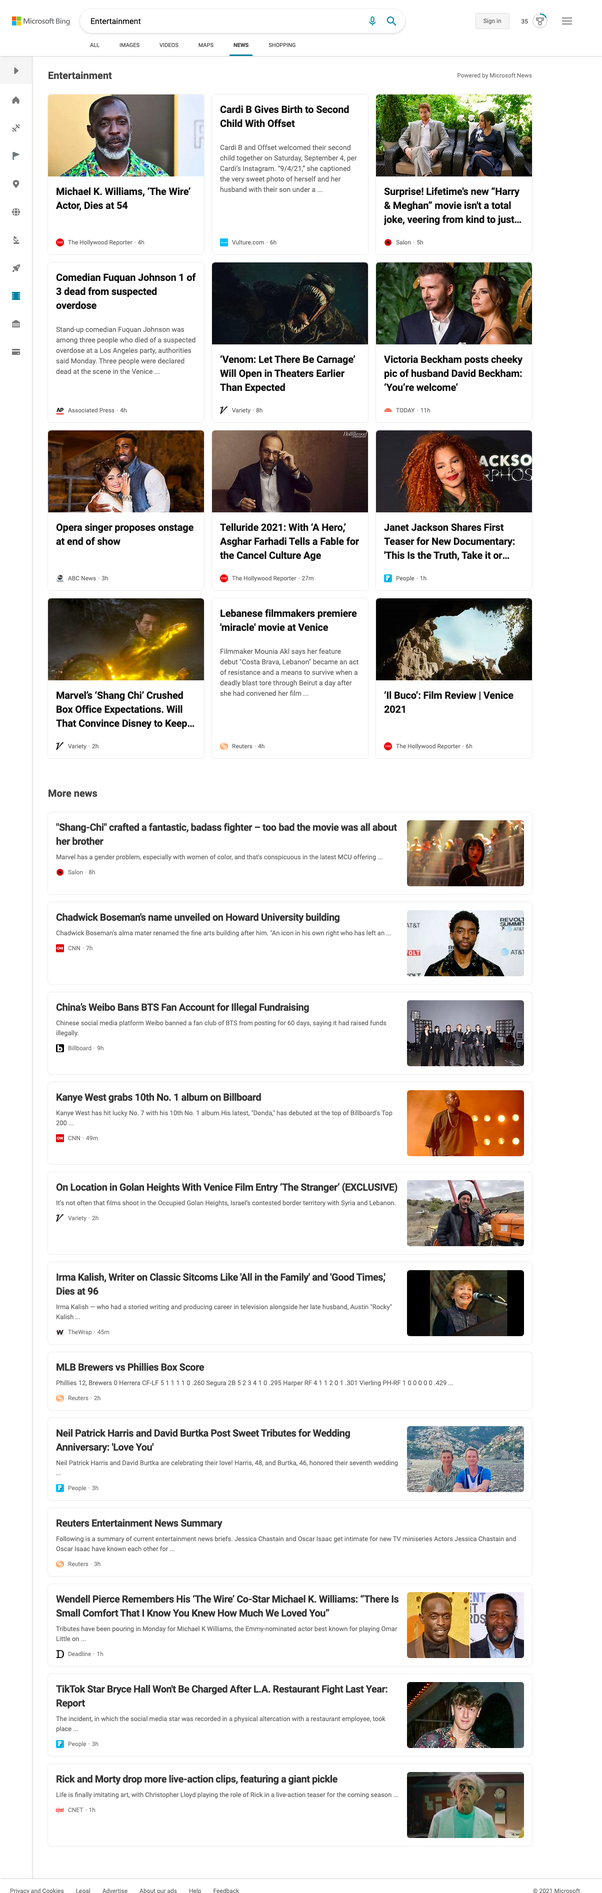 Microsoft Bing
Entertainment
Sign in
35
ALL
IMAGES
VIDEOS
MAPS
NEWS
SHOPPING
Entertainment
Powered by Microsoft News
Michael K. Williams, ‘The Wire’
Actor, Dies at 54
The Hollywood Reporter · 4h
Cardi B Gives Birth to Second
Child With Offset
Cardi B and Offset welcomed their second
child together on Saturday, September 4, per
Cardi's Instagram. “9/4/21,” she captioned
the very sweet photo of herself and her
husband with their son under a ...
Vulture.com · 6h
Surprise! Lifetime's new “Harry
& Meghan” movie isn't a total
joke, veering from kind to just...
Salon · 5h
Comedian Fuquan Johnson 1 of
3 dead from suspected
overdose
Stand-up comedian Fuquan Johnson was
among three people who died of a suspected
overdose at a Los Angeles party, authorities
said Monday. Three people were declared
dead at the scene in the Venice ...
AP
Associated Press · 4h
‘Venom: Let There Be Carnage’
Will Open in Theaters Earlier
Than Expected
Variety · 8h
Victoria Beckham posts cheeky
pic of husband David Beckham:
‘You’re welcome’
TODAY · 11h
Opera singer proposes onstage
at end of show
ABC News · 3h
Hollywood
Telluride 2021: With ‘A Hero,’
Asghar Farhadi Tells a Fable for
the Cancel Culture Age
The Hollywood Reporter · 27m
ACKSO
RPHOS
Janet Jackson Shares First
Teaser for New Documentary:
'This Is the Truth, Take it or...
People · 1h
Marvel’s ‘Shang Chi’ Crushed
Box Office Expectations. Will
That Convince Disney to Keep...
Variety · 2h
Lebanese filmmakers premiere
'miracle' movie at Venice
Filmmaker Mounia Akl says her feature
debut "Costa Brava, Lebanon" became an act
of resistance and a means to survive when a
deadly blast tore through Beirut a day after
she had convened her film ...
Reuters · 4h
‘Il Buco’: Film Review | Venice
2021
The Hollywood Reporter · 6h
More news
"Shang-Chi" crafted a fantastic, badass fighter – too bad the movie was all about
her brother
Marvel has a gender problem, especially with women of color, and that's conspicuous in the latest MCU offering ...
Salon · 8h
Chadwick Boseman's name unveiled on Howard University building
Chadwick Boseman's alma mater renamed the fine arts building after him. "An icon in his own right who has left an ...
CNN · 7h
AT&T
REVOLT
SUMMIT
VOLT
AT&T
China’s Weibo Bans BTS Fan Account for Illegal Fundraising
Chinese social media platform Weibo banned a fan club of BTS from posting for 60 days, saying it had raised funds
illegally.
Billboard · 9h
Kanye West grabs 10th No. 1 album on Billboard
Kanye West has hit lucky No. 7 with his 10th No. 1 album.His latest, "Donda," has debuted at the top of Billboard's Top
200 ...
CNN · 49m
On Location in Golan Heights With Venice Film Entry ‘The Stranger’ (EXCLUSIVE)
It's not often that films shoot in the Occupied Golan Heights, Israel's contested border territory with Syria and Lebanon.
Variety · 2h
Irma Kalish, Writer on Classic Sitcoms Like 'All in the Family' and 'Good Times,'
Dies at 96
Irma Kalish — who had a storied writing and producing career in television alongside her late husband, Austin "Rocky"
Kalish ...
TheWrap · 45m
MLB Brewers vs Phillies Box Score
Phillies 12, Brewers 0 Herrera CF-LF 5 1 1 1 1 0 .260 Segura 2B 5 2 3 4 1 0 .295 Harper RF 4 1 1 2 0 1 .301 Vierling PH-RF 1 0 0 0 0 0 .429 ...
Reuters · 2h
Neil Patrick Harris and David Burtka Post Sweet Tributes for Wedding
Anniversary: 'Love You'
Neil Patrick Harris and David Burtka are celebrating their love! Harris, 48, and Burtka, 46, honored their seventh wedding
...
People · 3h
Reuters Entertainment News Summary
Following is a summary of current entertainment news briefs. Jessica Chastain and Oscar Isaac get intimate for new TV miniseries Actors Jessica Chastain and
Oscar Isaac have known each other for ...
Reuters · 3h
Wendell Pierce Remembers His ‘The Wire’ Co-Star Michael K. Williams: “There Is
Small Comfort That I Know You Knew How Much We Loved You”
Tributes have been pouring in Monday for Michael K Williams, the Emmy-nominated actor best known for playing Omar
Little on ...
Deadline · 1h
TikTok Star Bryce Hall Won't Be Charged After L.A. Restaurant Fight Last Year:
Report
The incident, in which the social media star was recorded in a physical altercation with a restaurant employee, took
place ...
People · 3h
Rick and Morty drop more live-action clips, featuring a giant pickle
Life is finally imitating art, with Christopher Lloyd playing the role of Rick in a live-action teaser for the coming season ...
CNET · 1h
Privacy and Cookies
Legal
Advertise
About our ads
Help
Feedback
© 2021 Microsoft